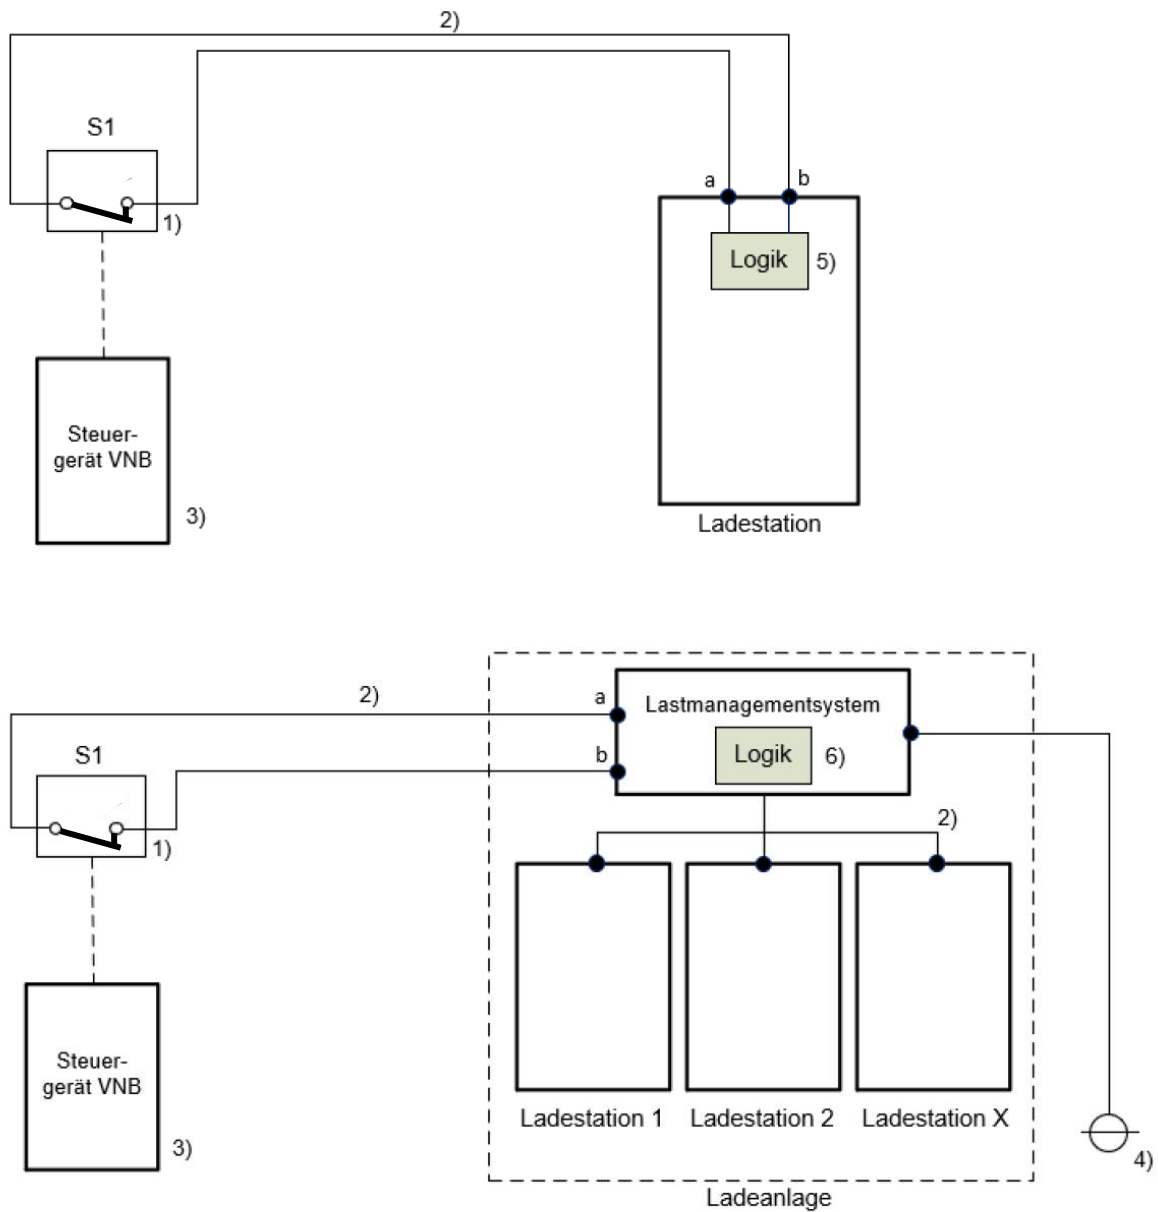 2)
S1
1)
a
b
Logik
5)
Steuer-
gerät VNB
3)
Ladestation
2)
a
Lastmanagementsystem
S1
b
Logik
6)
1)
2)
Steuer-
gerät VNB
3)
Ladestation 1
Ladestation 2
Ladestation X
4)
Ladeanlage